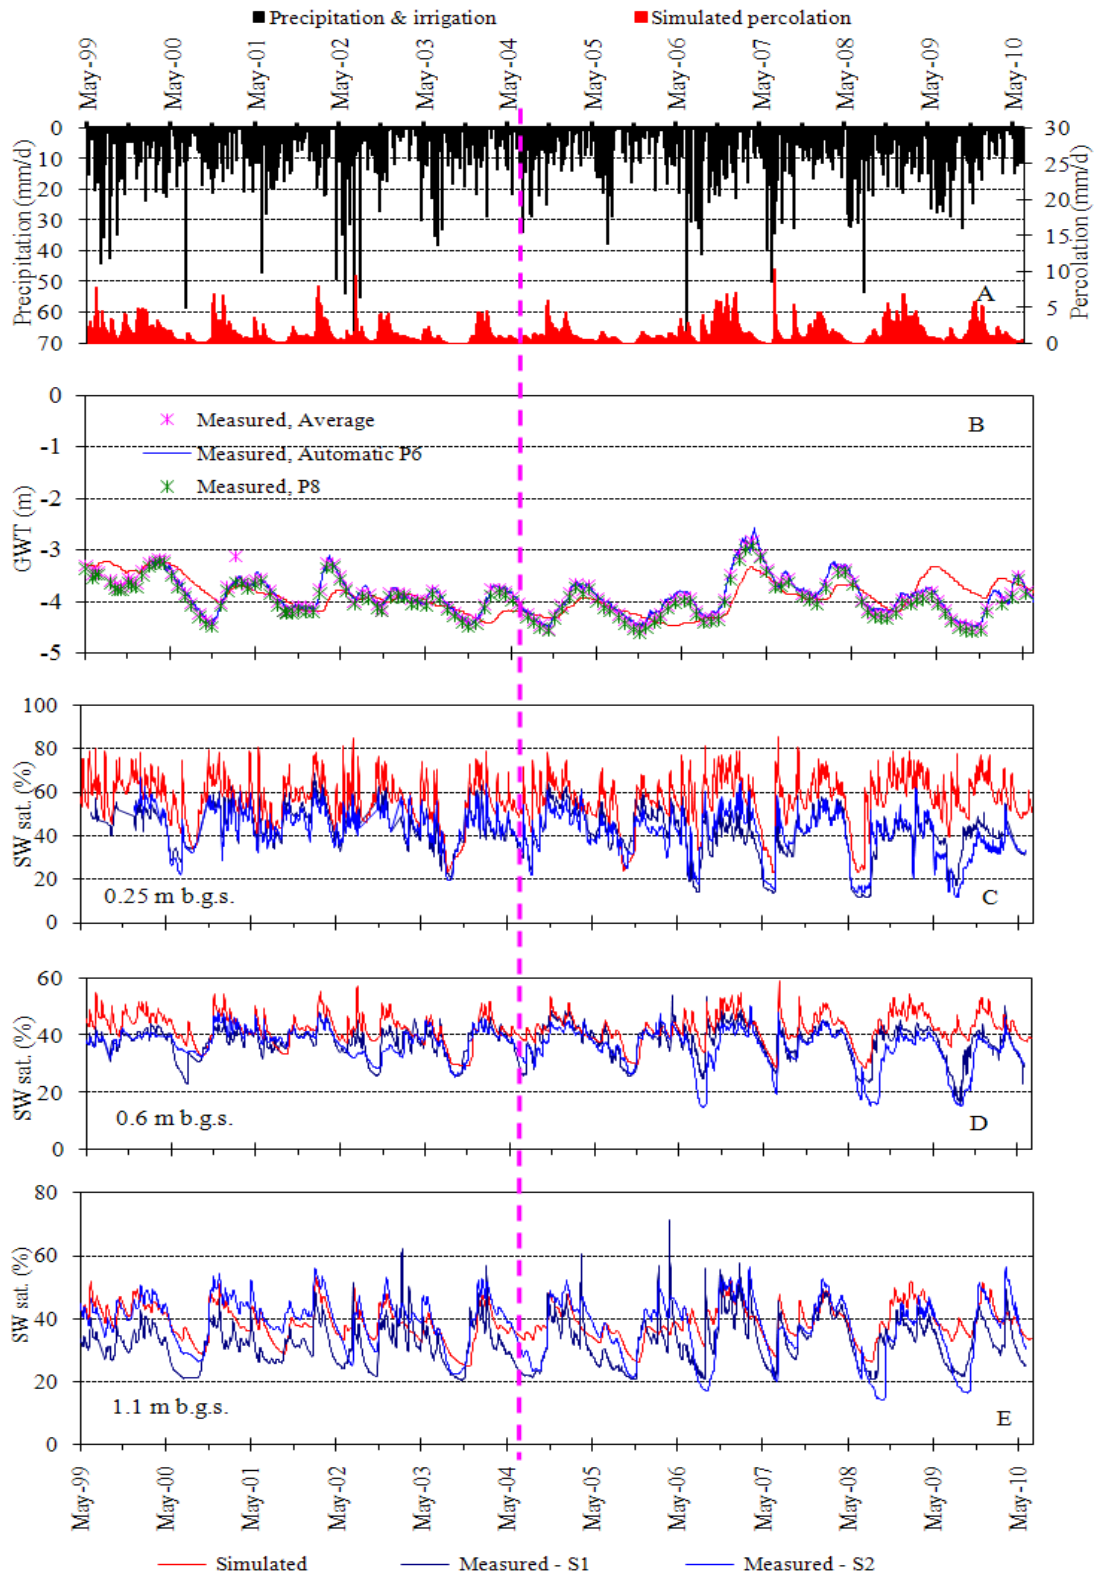 Precipitation & irrigation
Simulated percolation
May-99
May-00
May-01
May-02
May-03
May-04
May-05
May-06
May-07
May-08
May-09
May-10
Precipitation (mm/d)
0
10
20
30
40
50
60
70
30
25
20
15
10
5
0
Percolation (mm/d)
A
GWT (m)
0
-1
-2
-3
-4
-5
Measured, Average
Measured, Automatic P6
Measured, P8
B
SW sat. (%)
100
80
60
40
20
0
0.25 m b.g.s.
C
SW sat. (%)
60
40
20
0
0.6 m b.g.s.
D
SW sat. (%)
80
60
40
20
0
1.1 m b.g.s.
E
May-99
May-00
May-01
May-02
May-03
May-04
May-05
May-06
May-07
May-08
May-09
May-10
Simulated
Measured - S1
Measured - S2